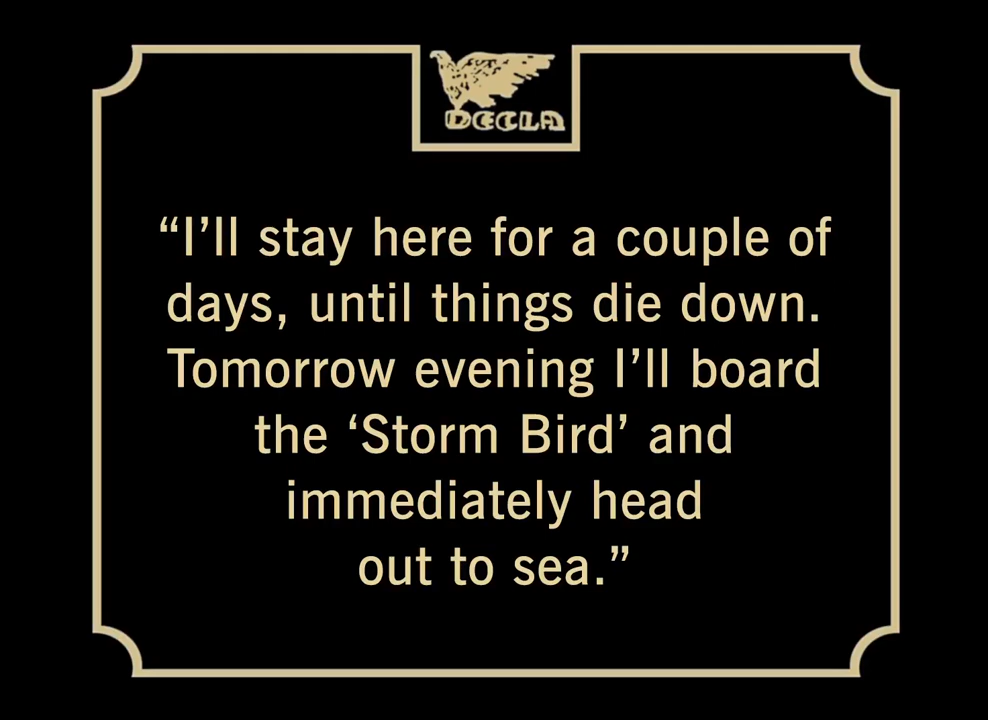 DECLA
“I’ll stay here for a couple of
days, until things die down.
Tomorrow evening I’ll board
the ‘Storm Bird’ and
immediately head
out to sea.”